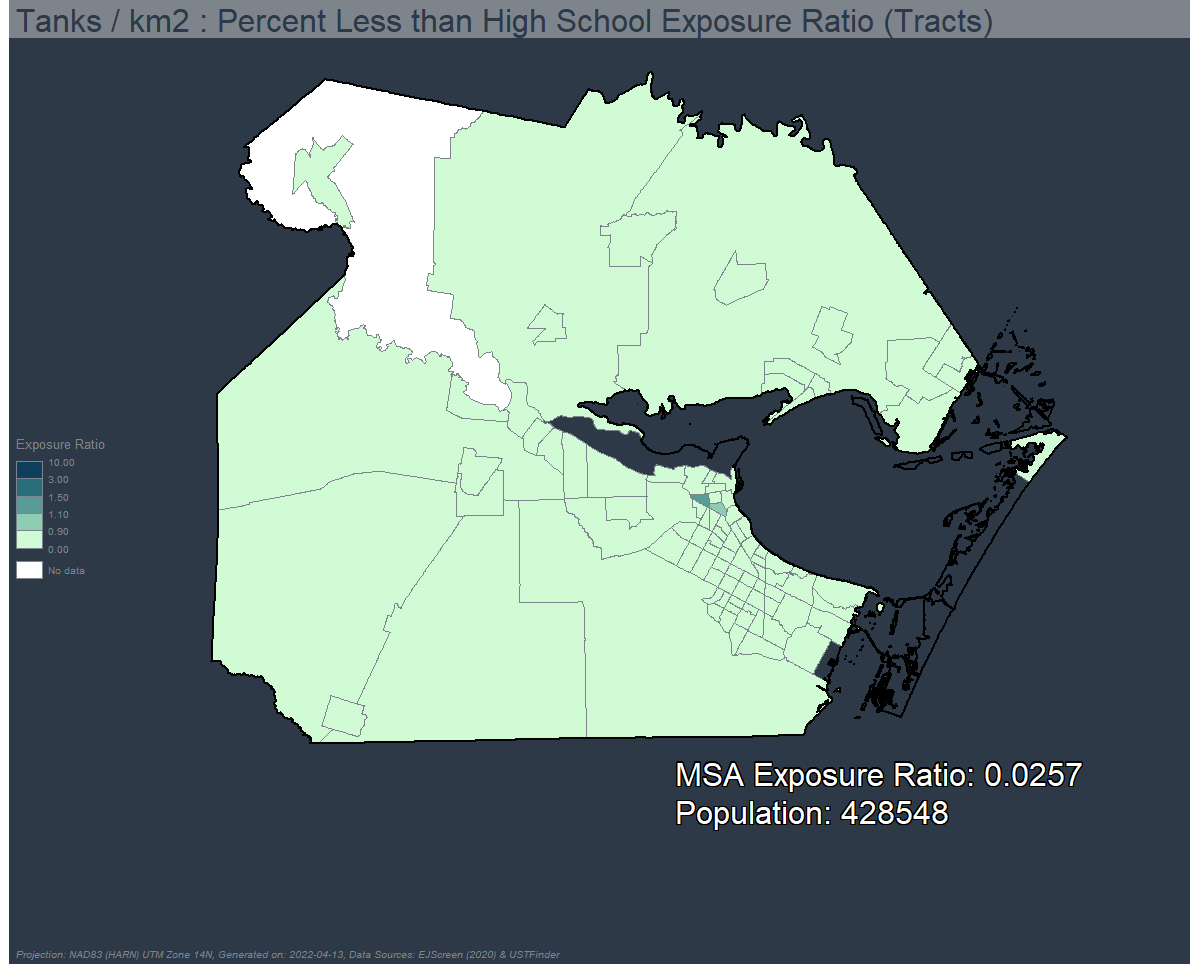 Tanks / km2 : Percent Less than High School Exposure Ratio (Tracts)
Exposure Ratio
10.00
3.00
1.50
1.10
0.90
0.00
No data
MSA Exposure Ratio: 0.0257
Population: 428548
Projection: NAD83 (HARN) UTM Zone 14N, Generated on: 2022-04-13, Data Sources: EJScreen (2020) & USTFinder